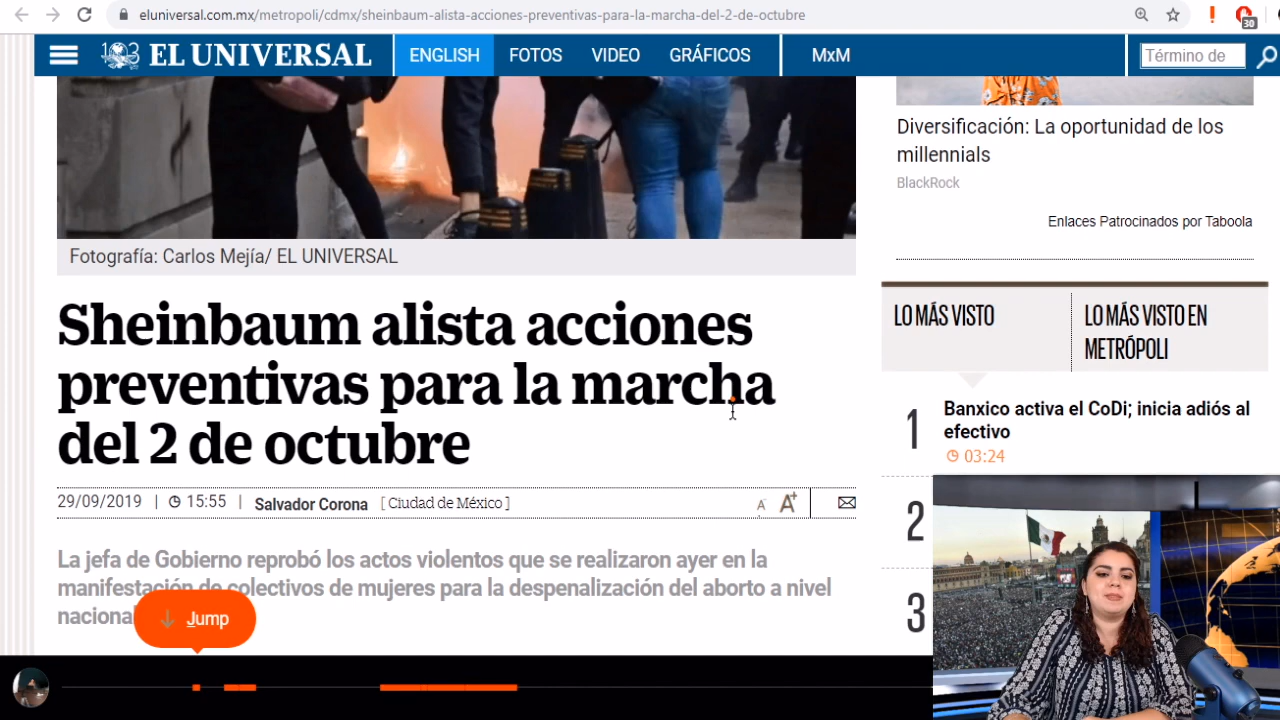 eluniversal.com.mx/metropoli/cdmx/sheinbaum-alista-acciones-preventivas-para-la-marcha-del-2-de-octubre
30
103 EL UNIVERSAL
ENGLISH FOTOS VIDEO GRÁFICOS MxM
Término de
Fotografía: Carlos Mejía/ EL UNIVERSAL
Sheinbaum alista acciones
preventivas para la marcha
del 2 de octubre
29/09/2019 | 15:55 | Salvador Corona [ Ciudad de México ]
A- A+
La jefa de Gobierno reprobó los actos violentos que se realizaron ayer en la
manifestación de colectivos de mujeres para la despenalización del aborto a nivel
naciona
Jump
Diversificación: La oportunidad de los
millennials
BlackRock
Enlaces Patrocinados por Taboola
LO MÁS VISTO
LO MÁS VISTO EN
METRÓPOLI
1
Banxico activa el CoDi; inicia adiós al
efectivo
03:24
2
3